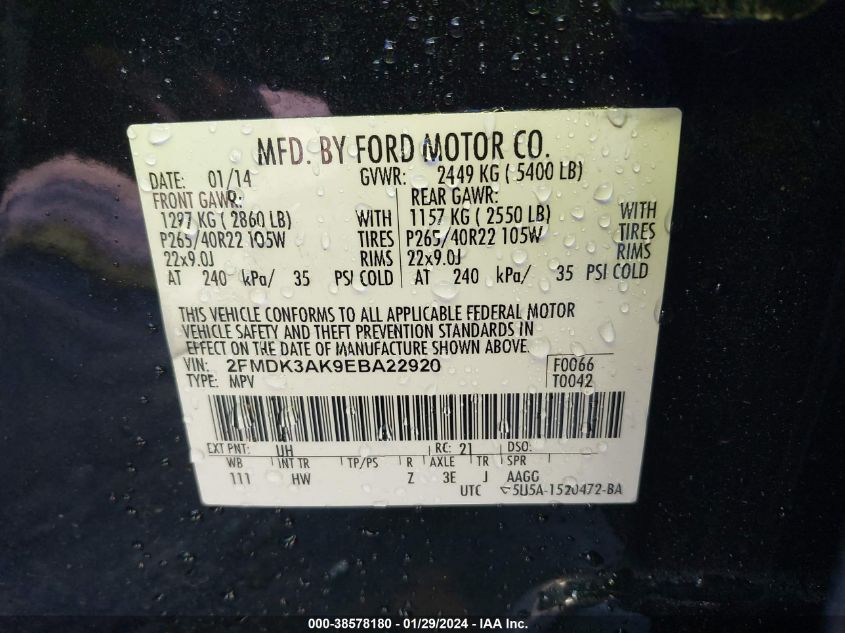 MFD. BY FORD MOTOR CO.
DATE: 01/14 GVWR: 2449 KG ( 5400 LB)
FRONT GAWR: REAR GAWR:
1297 KG ( 2860 LB) WITH 1157 KG ( 2550 LB) WITH
P265/40R22 105W TIRES P265/40R22 105W TIRES
22x9.0J RIMS 22x9.0J RIMS
AT 240 kPa/ 35 PSI COLD AT 240 kPa/ 35 PSI COLD
THIS VEHICLE CONFORMS TO ALL APPLICABLE FEDERAL MOTOR
VEHICLE SAFETY AND THEFT PREVENTION STANDARDS IN
EFFECT ON THE DATE OF MANUFACTURE SHOWN ABOVE.
VIN: 2FMDK3AK9EBA22920 F0066
TYPE: MPV T0042
EXT PNT: UH RC: 21 DSO:
WB INT TR TP/PS R AXLE TR SPR
111 HW Z 3E J AAGG
UTC 5U5A-1520472-BA
000-38578180 - 01/29/2024 - IAA Inc.